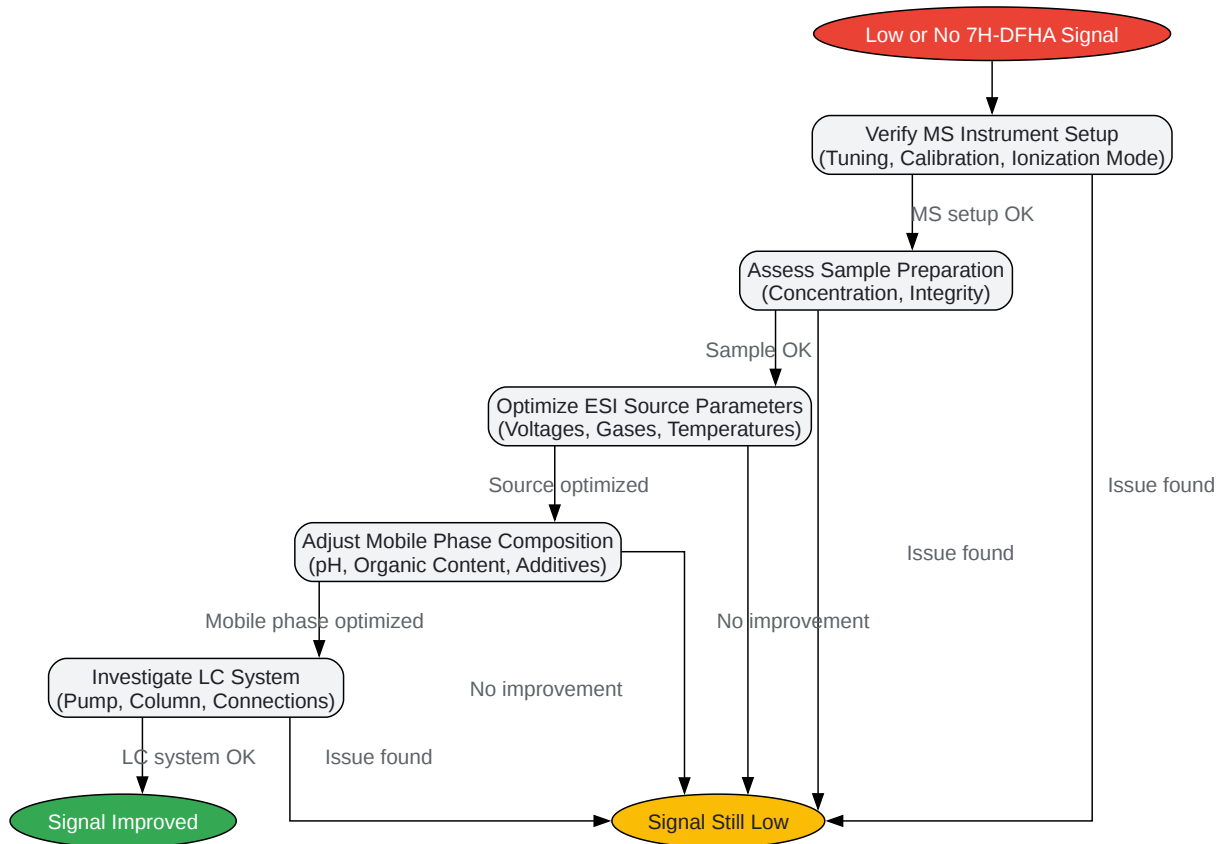 Low or No 7H-DFHA Signal
Verify MS Instrument Setup
(Tuning, Calibration, Ionization Mode)
MS setup OK
Assess Sample Preparation
(Concentration, Integrity)
Sample OK
Optimize ESI Source Parameters
(Voltages, Gases, Temperatures)
Source optimized
Issue found
Adjust Mobile Phase Composition
(pH, Organic Content, Additives)
Issue found
Mobile phase optimized
No improvement
Investigate LC System
(Pump, Column, Connections)
No improvement
LC system OK
Issue found
Signal Improved
Signal Still Low